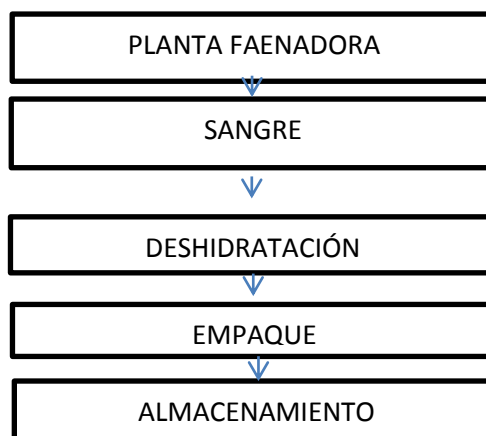 PLANTA FAENADORA
SANGRE
DESHIDRATACIÓN
EMPAQUE
ALMACENAMIENTO